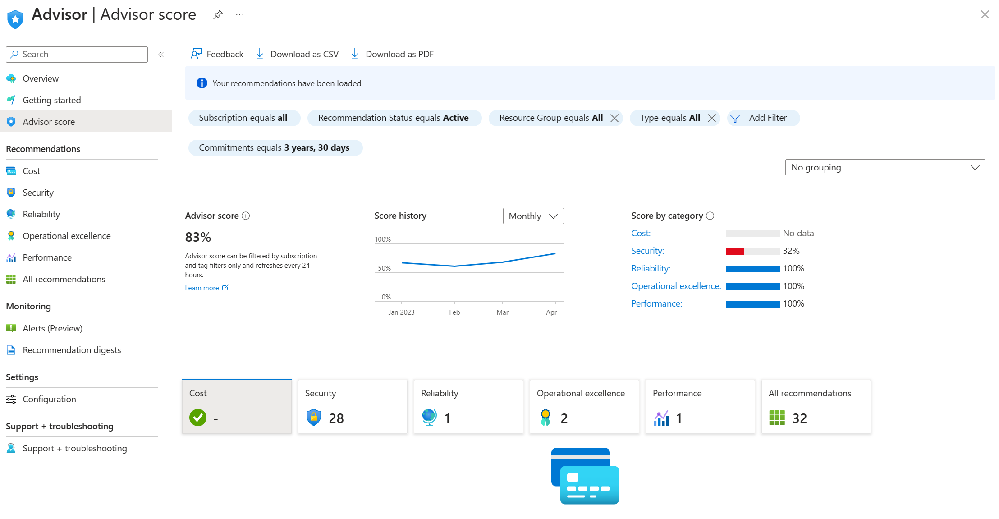 Advisor | Advisor score
Search
Overview
Getting started
Advisor score
Recommendations
Cost
Security
Reliability
Operational excellence
Performance
All recommendations
Monitoring
Alerts (Preview)
Recommendation digests
Settings
Configuration
Support + troubleshooting
Support + troubleshooting
Feedback
Download as CSV
Download as PDF
Your recommendations have been loaded
Subscription equals all
Recommendation Status equals Active
Resource Group equals All
Type equals All
Add Filter
Commitments equals 3 years, 30 days
No grouping
Advisor score
83%
Advisor score can be filtered by subscription
and tag filters only and refreshes every 24
hours.
Learn more
Score history
Monthly
100%
50%
0%
Jan 2023
Feb
Mar
Apr
Score by category
Cost: No data
Security: 32%
Reliability: 100%
Operational excellence: 100%
Performance: 100%
Cost
-
Security
28
Reliability
1
Operational excellence
2
Performance
1
All recommendations
32